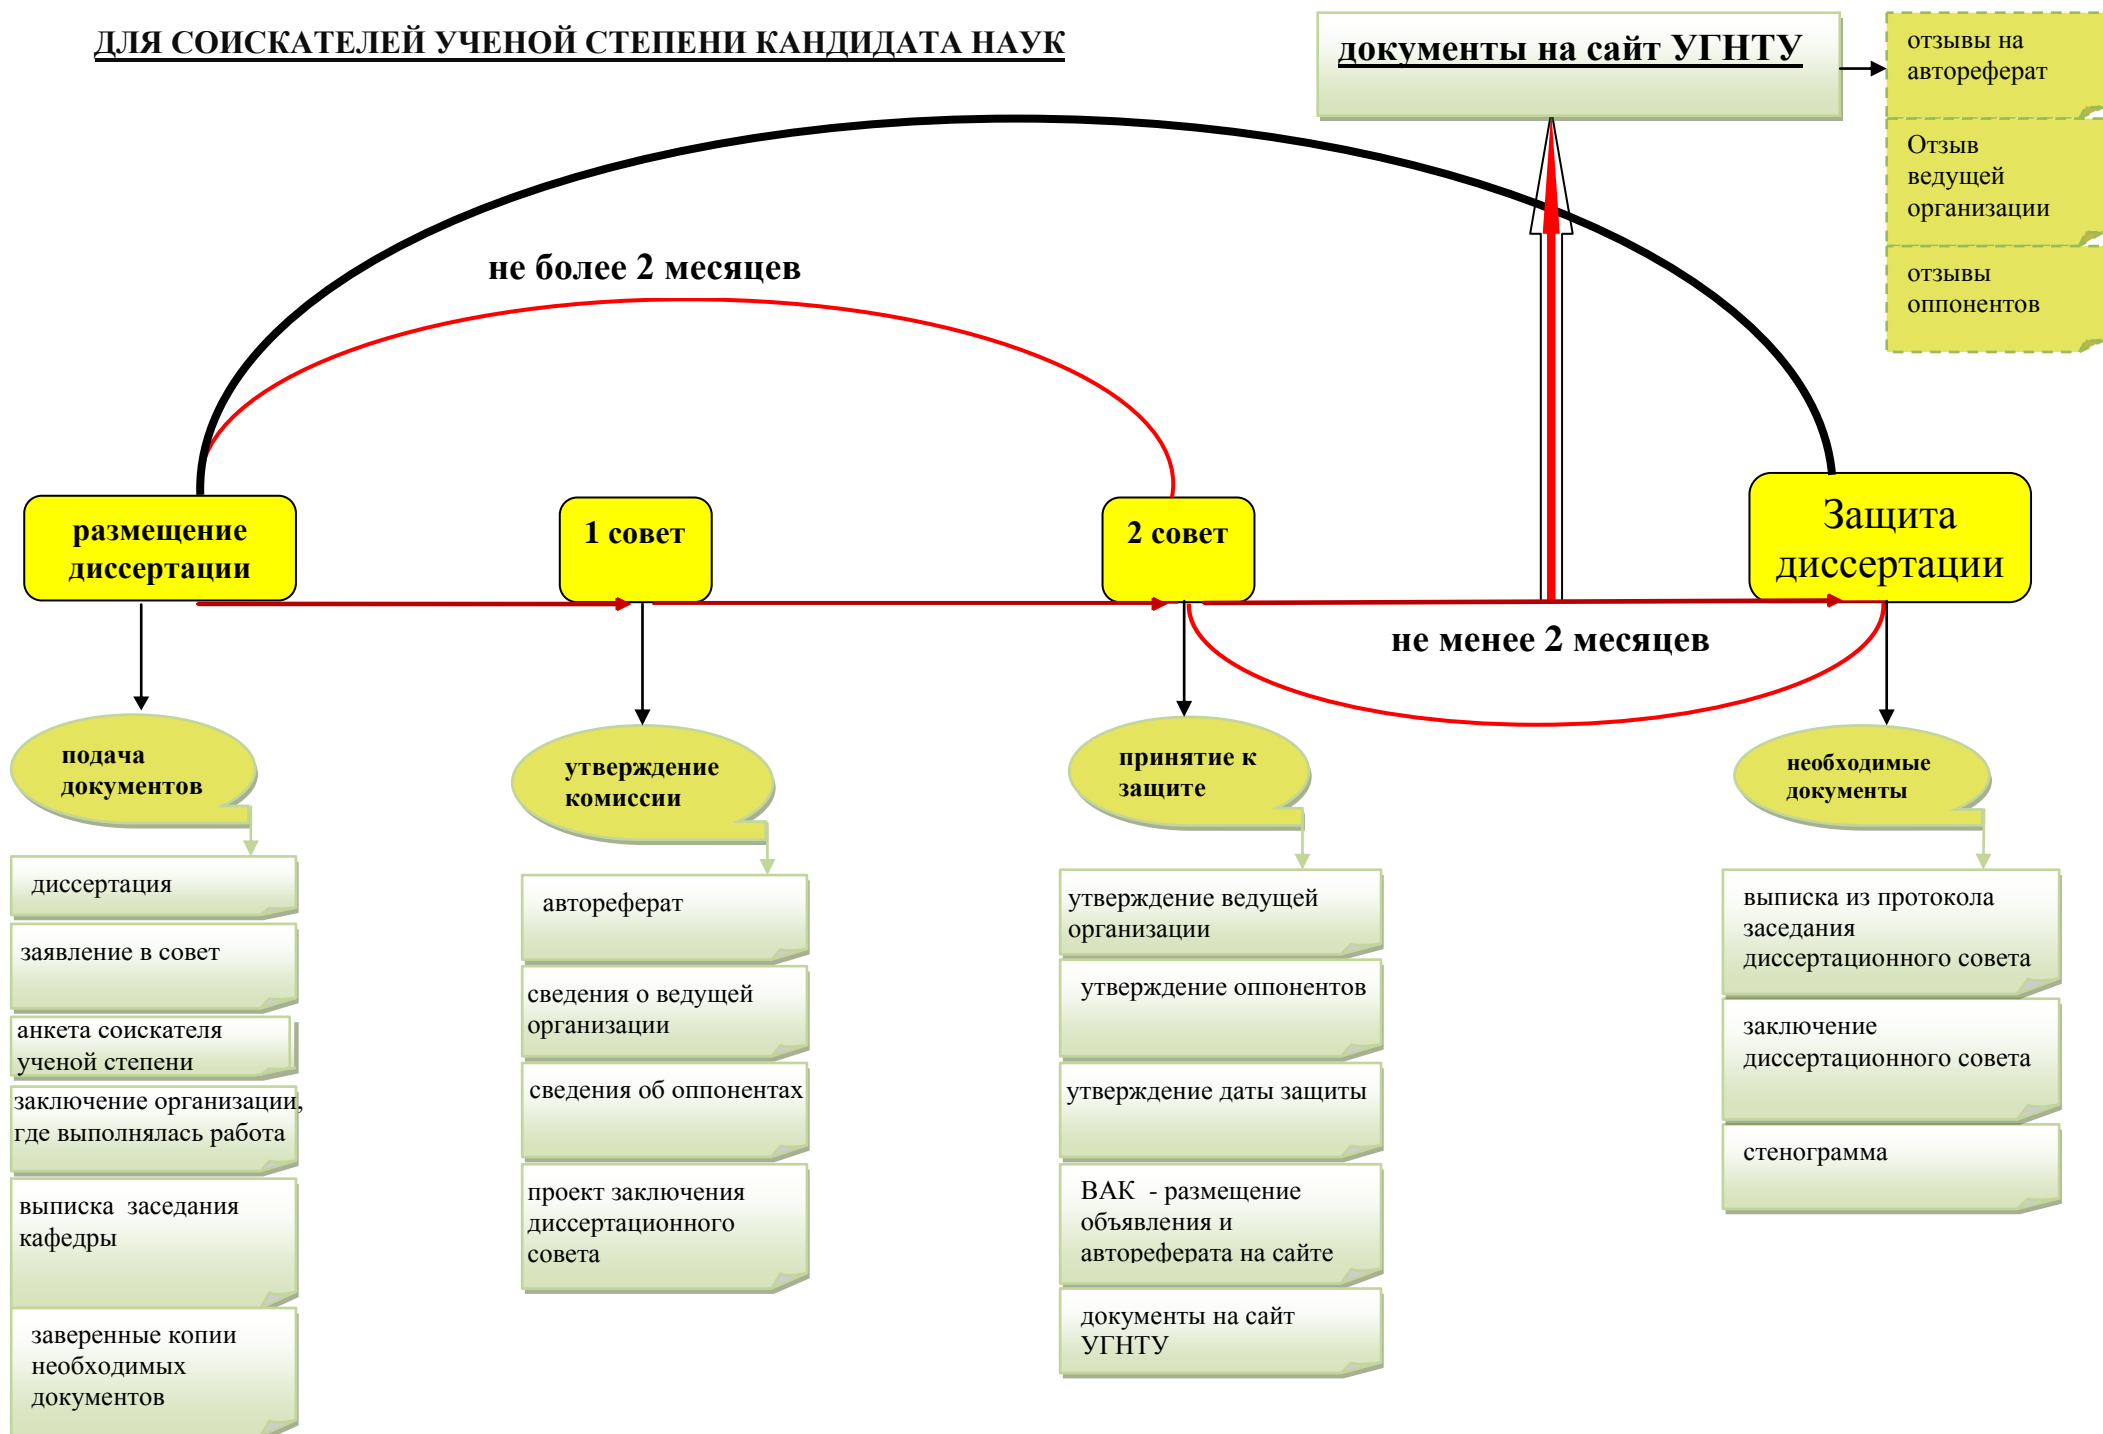 ДЛЯ СОИСКАТЕЛЕЙ УЧЕНОЙ СТЕПЕНИ КАНДИДАТА НАУК
документы на сайт УГНТУ
отзывы на
автореферат
Отзыв
ведущей
организации
отзывы
оппонентов
не более 2 месяцев
размещение
диссертации
1 совет
2 совет
Защита
диссертации
не менее 2 месяцев
подача
документов
диссертация
заявление в совет
анкета соискателя
ученой степени
заключение организации,
где выполнялась работа
выписка  заседания
кафедры
заверенные копии
необходимых
документов
утверждение
комиссии
автореферат
сведения о ведущей
организации
сведения об оппонентах
проект заключения
диссертационного
совета
принятие к
защите
утверждение ведущей
организации
утверждение оппонентов
утверждение даты защиты
ВАК  - размещение
объявления и
автореферата на сайте
документы на сайт
УГНТУ
необходимые
документы
выписка из протокола
заседания
диссертационного совета
заключение
диссертационного совета
стенограмма